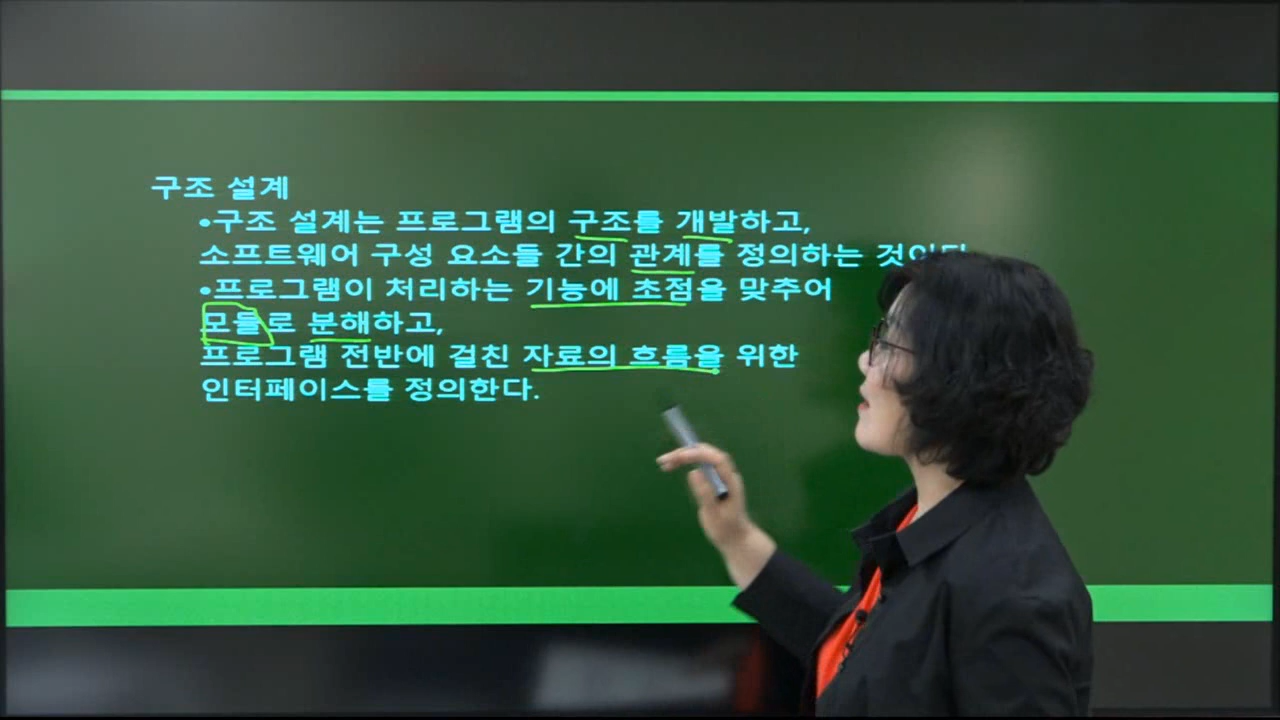 구조 설계
•구조 설계는 프로그램의 구조를 개발하고,
소프트웨어 구성 요소들 간의 관계를 정의하는 것이다
•프로그램이 처리하는 기능에 초점을 맞추어
모듈로 분해하고,
프로그램 전반에 걸친 자료의 흐름을 위한
인터페이스를 정의한다.